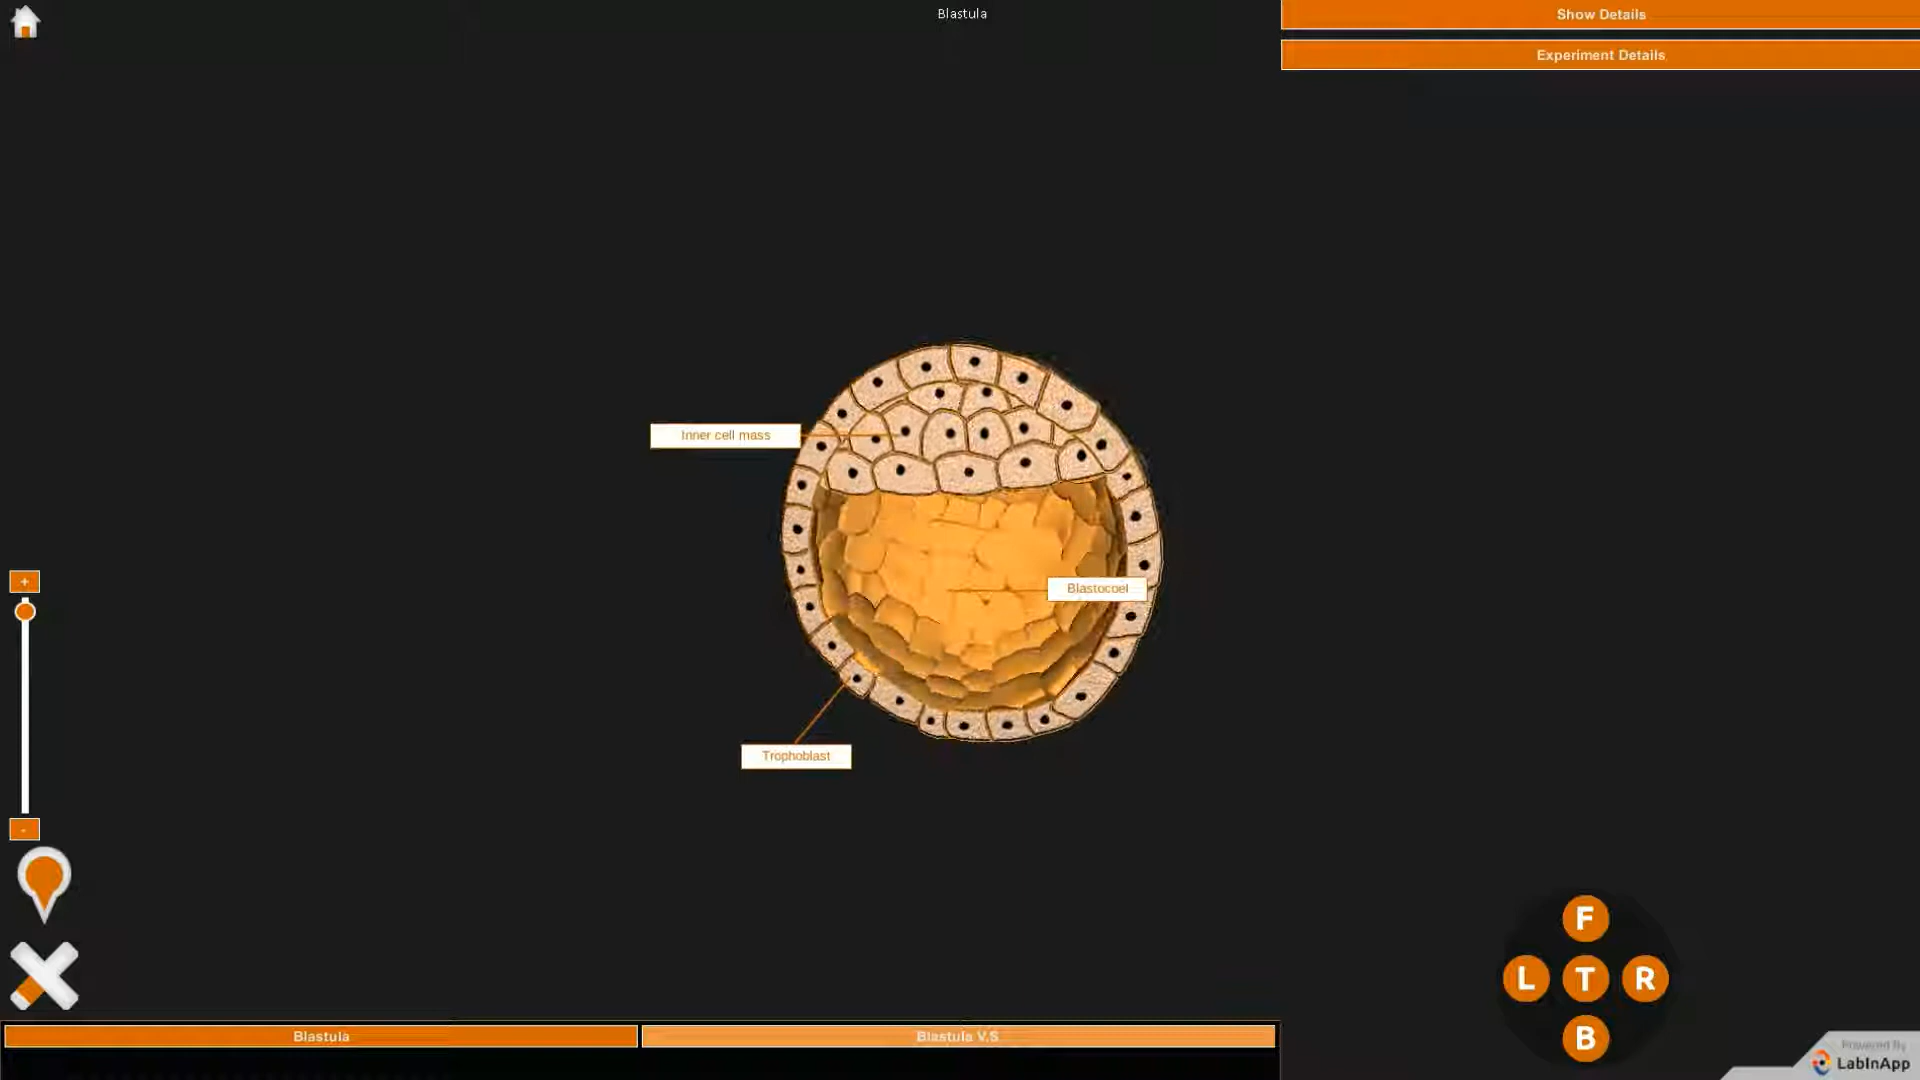 Blastula
Show Details
Experiment Details
Inner cell mass
Blastocoel
Trophoblast
+
-
F
L T R
B
Blastula
Blastula V.S
Powered By
LabInApp